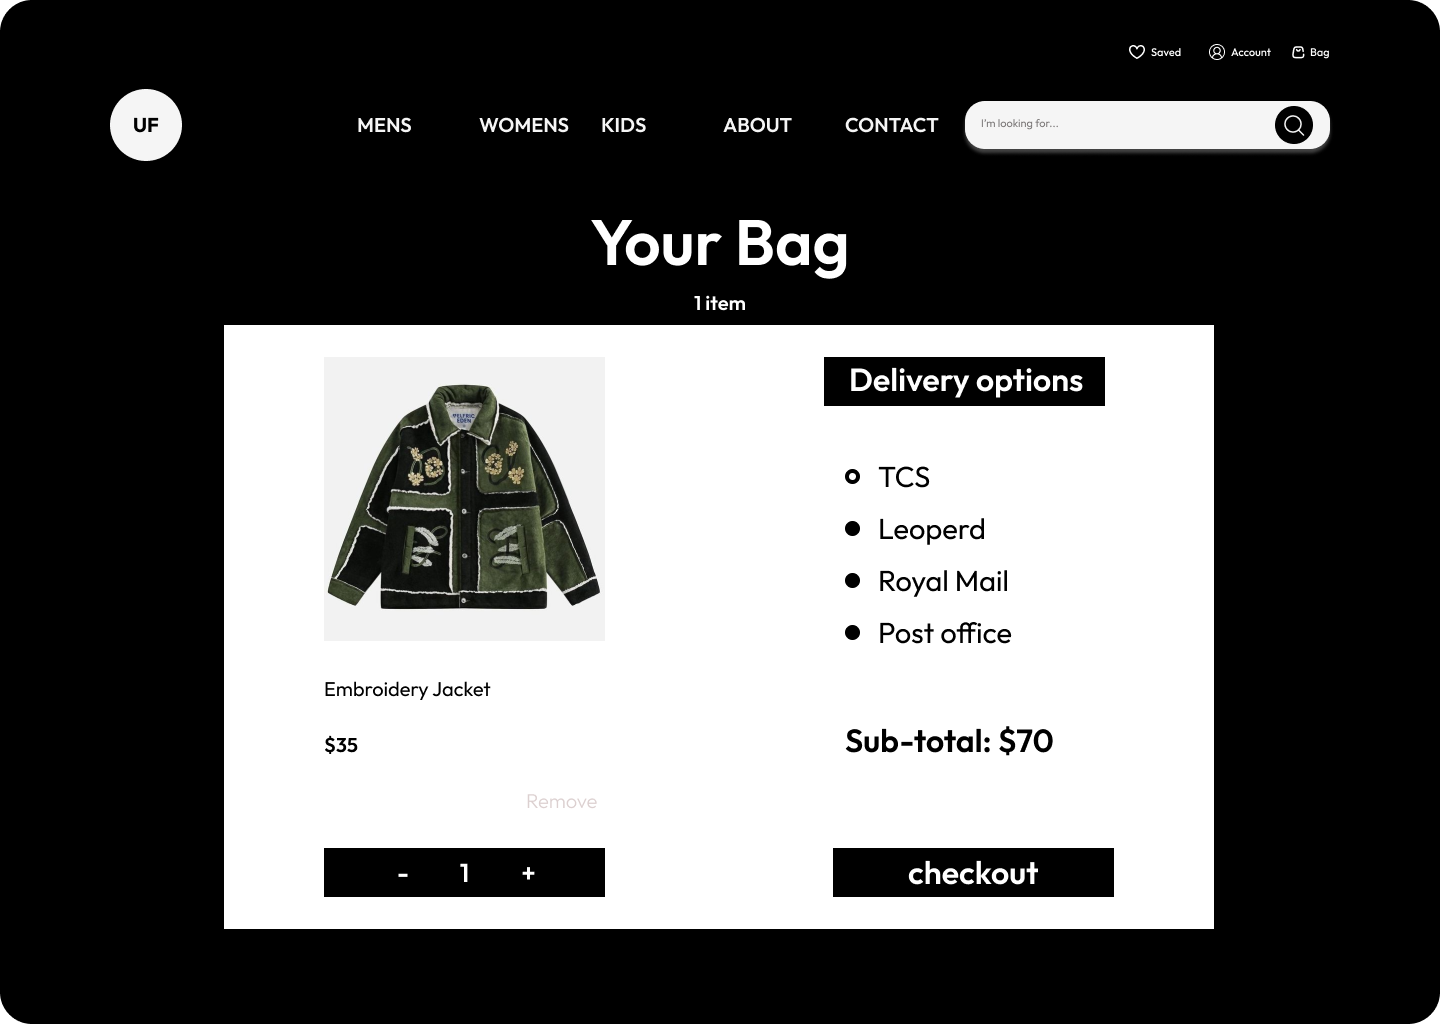 Saved Account Bag
UF MENS WOMENS KIDS ABOUT CONTACT I'm looking for...
Your Bag
1 item
Delivery options
TCS
Leoperd
Royal Mail
Post office
Embroidery Jacket
$35
Sub-total: $70
Remove
- 1 +
checkout